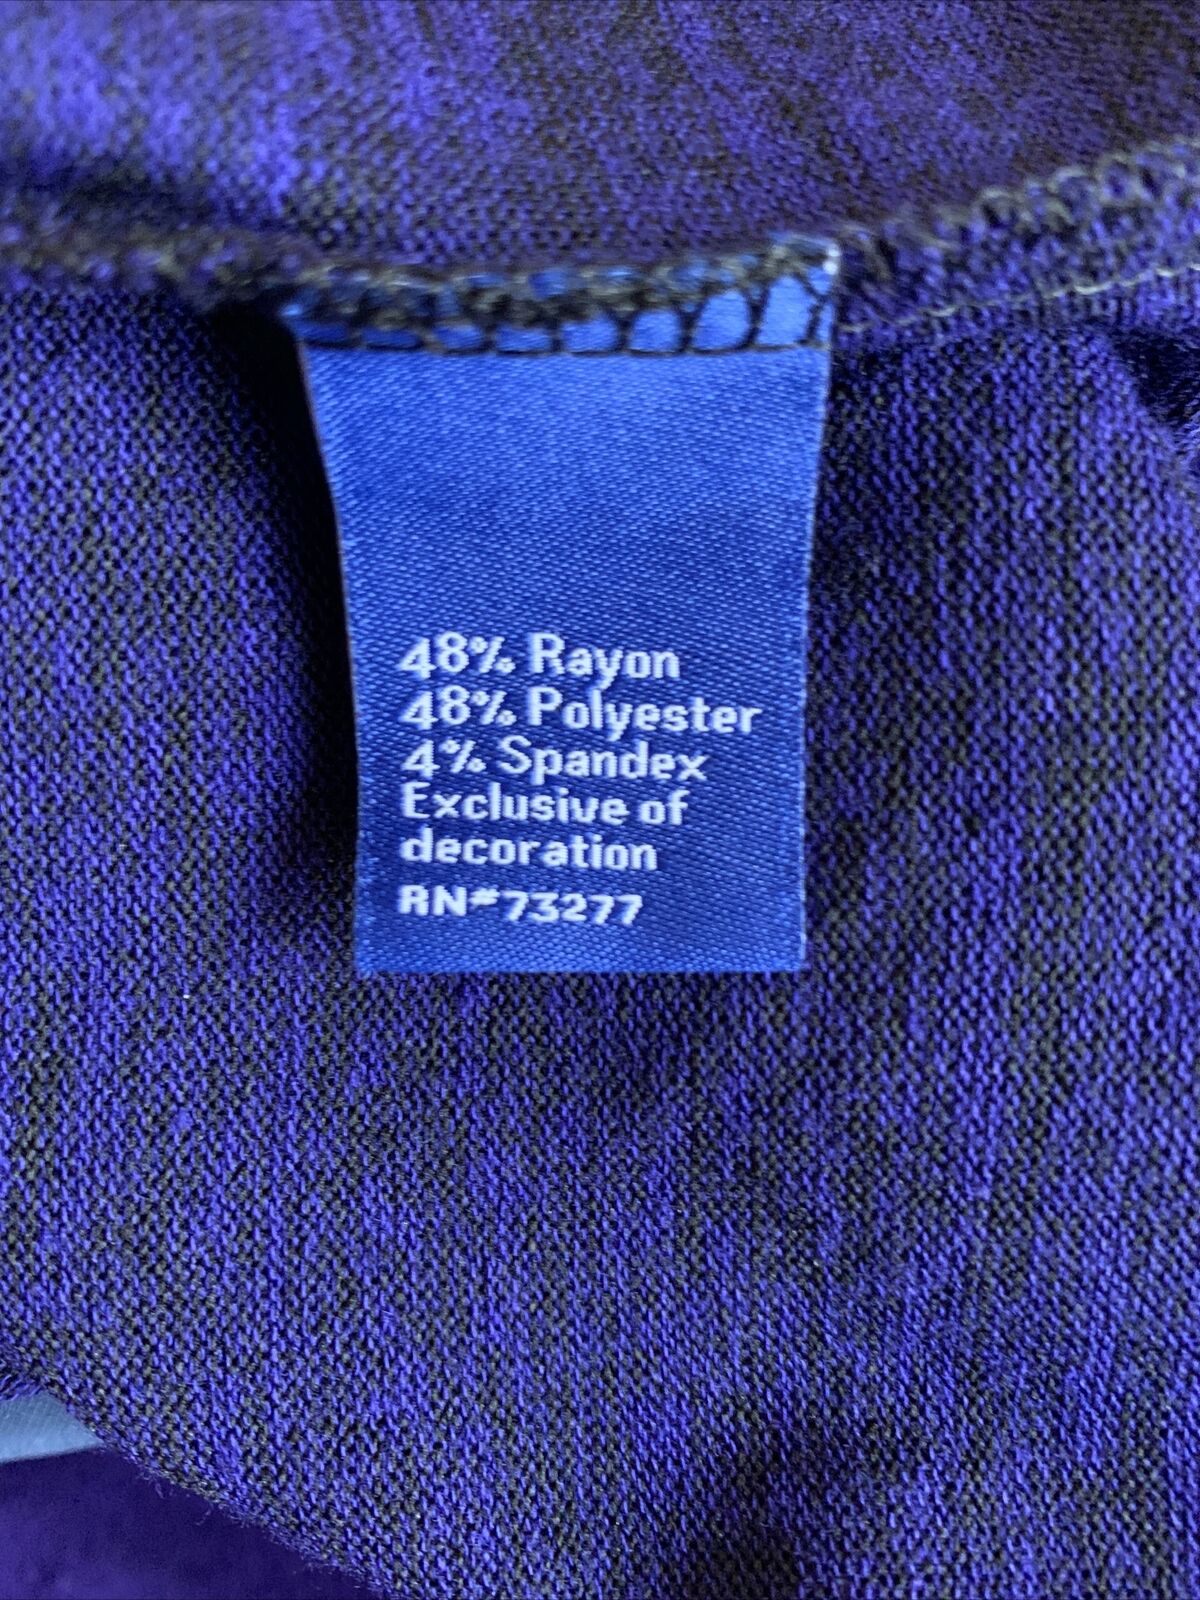 48% Rayon
48% Polyester
4% Spandex
Exclusive of
decoration
RN#73277